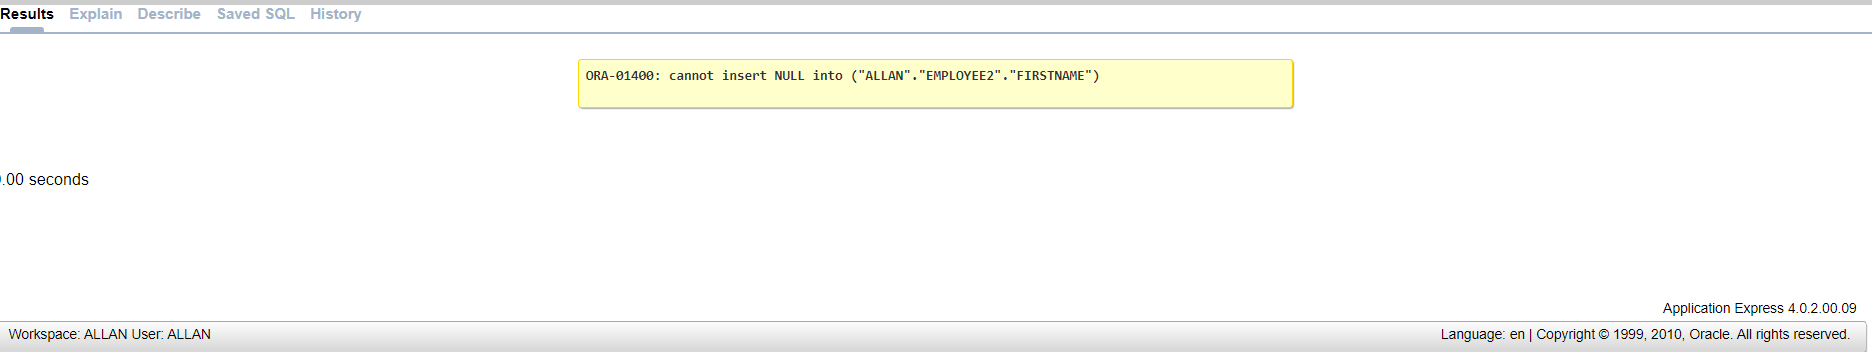 Results Explain Describe Saved SQL History
ORA-01400: cannot insert NULL into ("ALLAN"."EMPLOYEE2"."FIRSTNAME")
.00 seconds
Application Express 4.0.2.00.09
Workspace: ALLAN User: ALLAN
Language: en | Copyright © 1999, 2010, Oracle. All rights reserved.